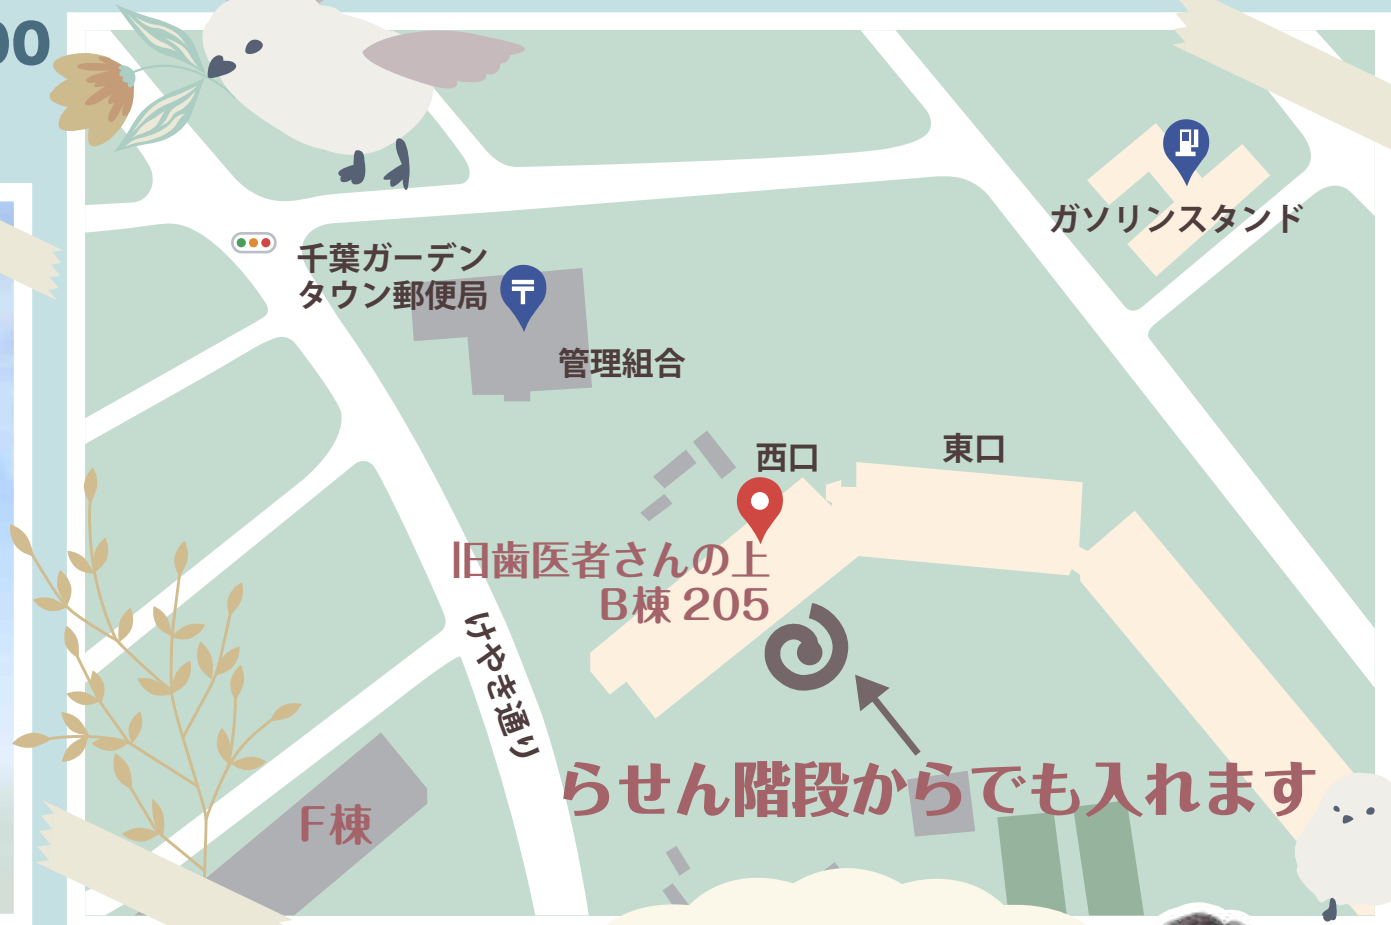 00
千葉ガーデン
タウン郵便局
ガソリンスタンド
管理組合
西口
東口
旧歯医者さんの上
B棟 205
けやき通り
らせん階段からでも入れます
F棟